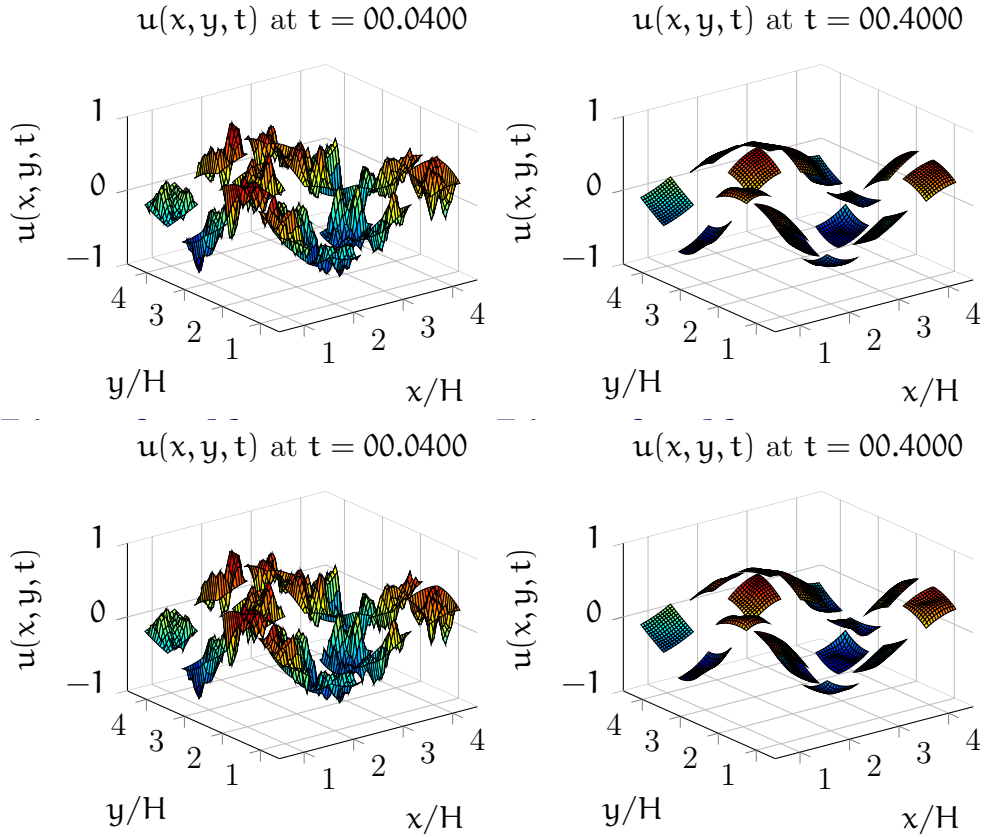 u(x, y, t) at t = 00.0400
u(x, y, t) at t = 00.4000
u(x, y, t)
1
0
−1
4
3
2
1
y/H
1
2
3
4
x/H
u(x, y, t)
1
0
−1
4
3
2
1
y/H
1
2
3
4
x/H
u(x, y, t) at t = 00.0400
u(x, y, t) at t = 00.4000
u(x, y, t)
1
0
−1
4
3
2
1
y/H
1
2
3
4
x/H
u(x, y, t)
1
0
−1
4
3
2
1
y/H
1
2
3
4
x/H